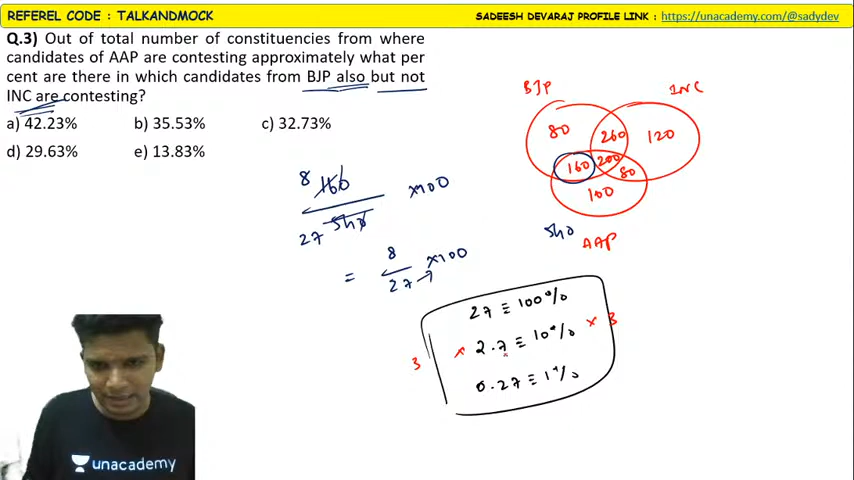 REFEREL CODE : TALKANDMOCK
SADEESH DEVARAJ PROFILE LINK : https://unacademy.com/@sadydev
Q.3) Out of total number of constituencies from where
candidates of AAP are contesting approximately what per
cent are there in which candidates from BJP also but not
INC are contesting?
a) 42.23% b) 35.53% c) 32.73%
d) 29.63% e) 13.83%
BJP INC
80 260 120
160 200 80
100
540 AAP
8 160 ×100
27 540
= 8 ×100
27
27 ≡ 100%
× 2.7 ≡ 10% × 3
3
0.27 ≡ 1%
unacademy